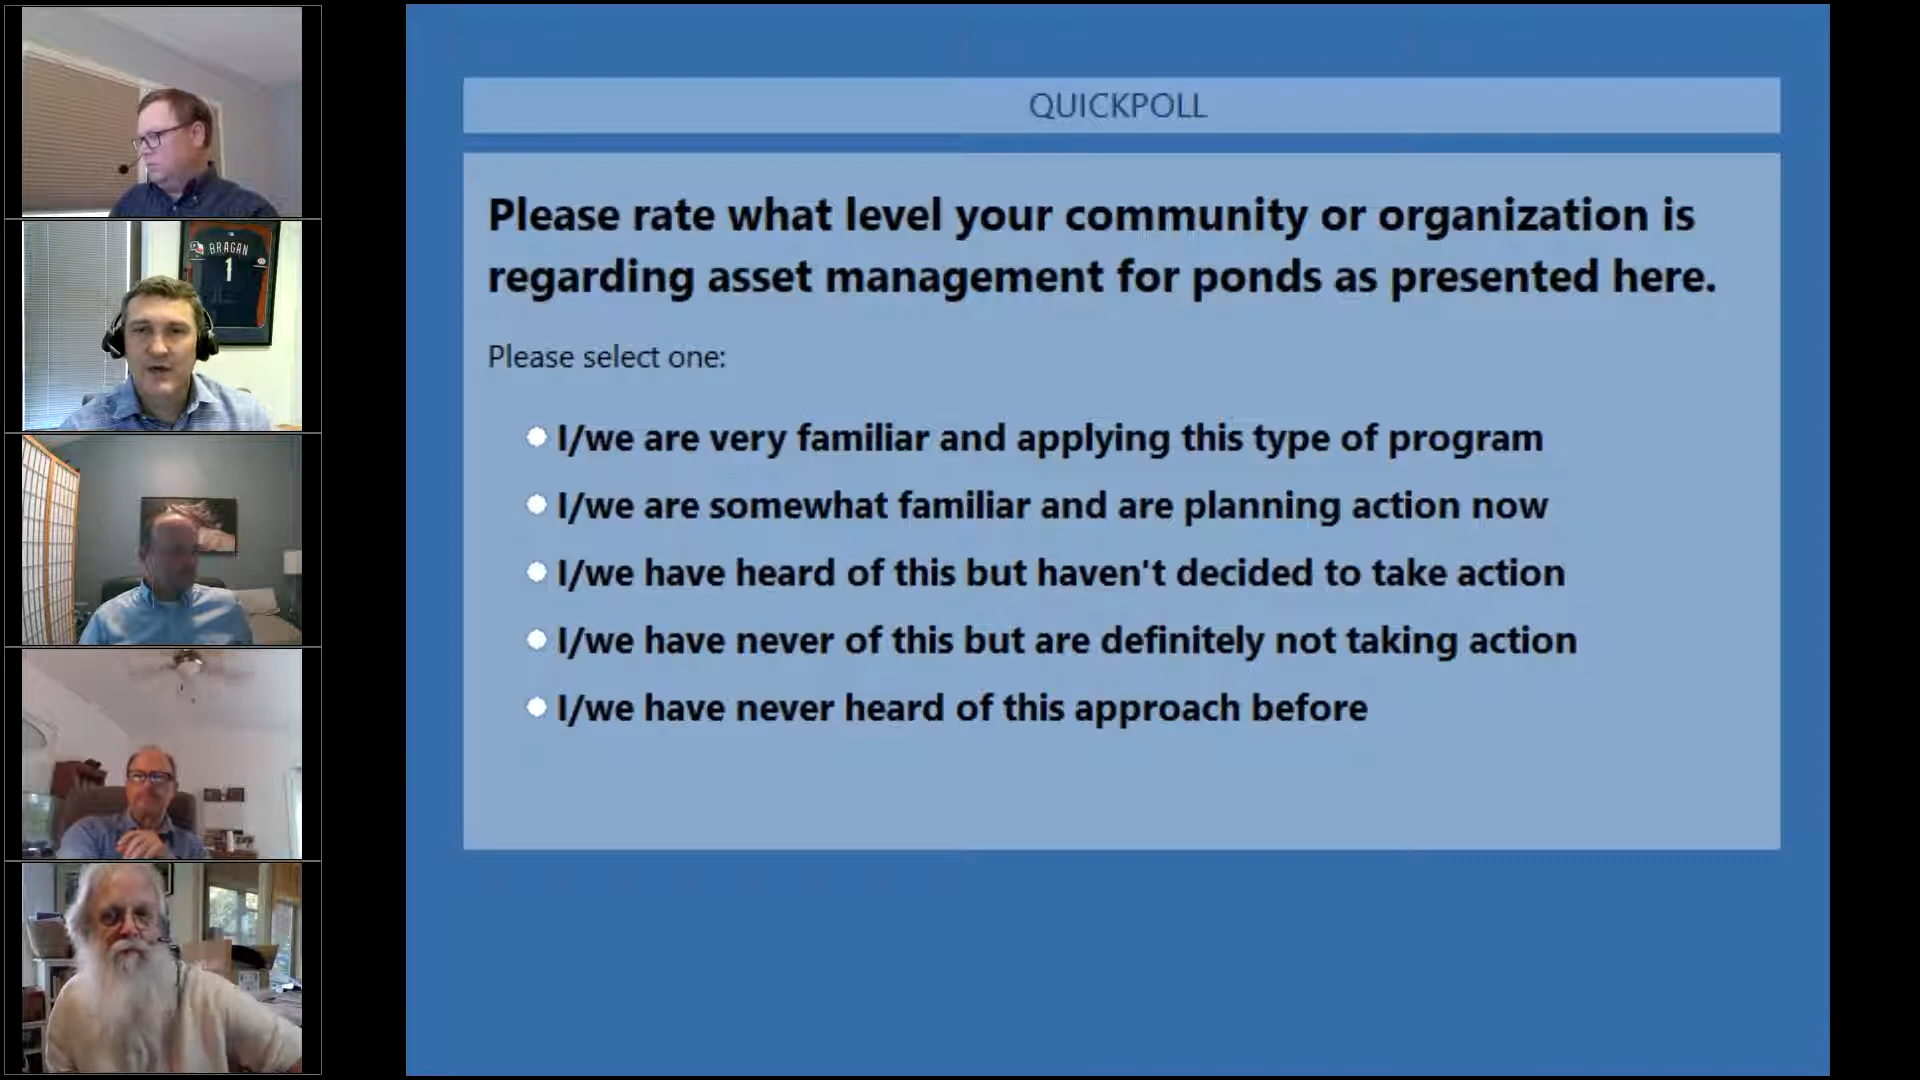 BRAGAN
1
QUICKPOLL
Please rate what level your community or organization is
regarding asset management for ponds as presented here.
Please select one:
I/we are very familiar and applying this type of program
I/we are somewhat familiar and are planning action now
I/we have heard of this but haven't decided to take action
I/we have never of this but are definitely not taking action
I/we have never heard of this approach before